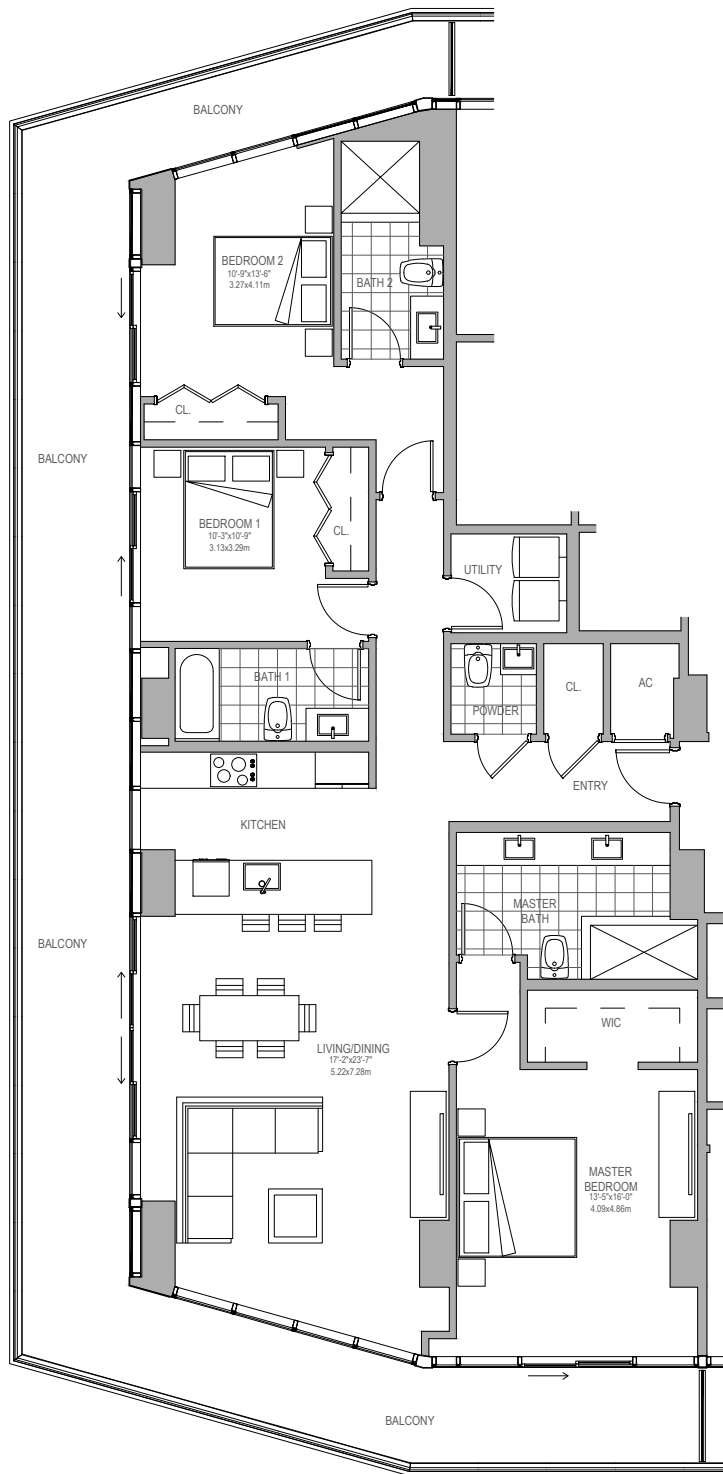 BALCONY
BEDROOM 2
10'-9"x13'-6"
3.27x4.11m
BATH 2
CL.
BALCONY
BEDROOM 1
10'-3"x10'-9"
3.13x3.29m
CL.
UTILITY
BATH 1
POWDER
CL.
AC
ENTRY
KITCHEN
MASTER
BATH
BALCONY
WIC
LIVING/DINING
17'-2"x23'-7"
5.22x7.28m
MASTER
BEDROOM
13'-5"x16'-0"
4.09x4.86m
BALCONY